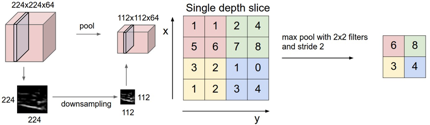 224x224x64
pool
112x112x64
224
224
downsampling
112
112
Single depth slice
x
1 1 2 4
5 6 7 8
3 2 1 0
1 2 3 4
y
max pool with 2x2 filters
and stride 2
6 8
3 4